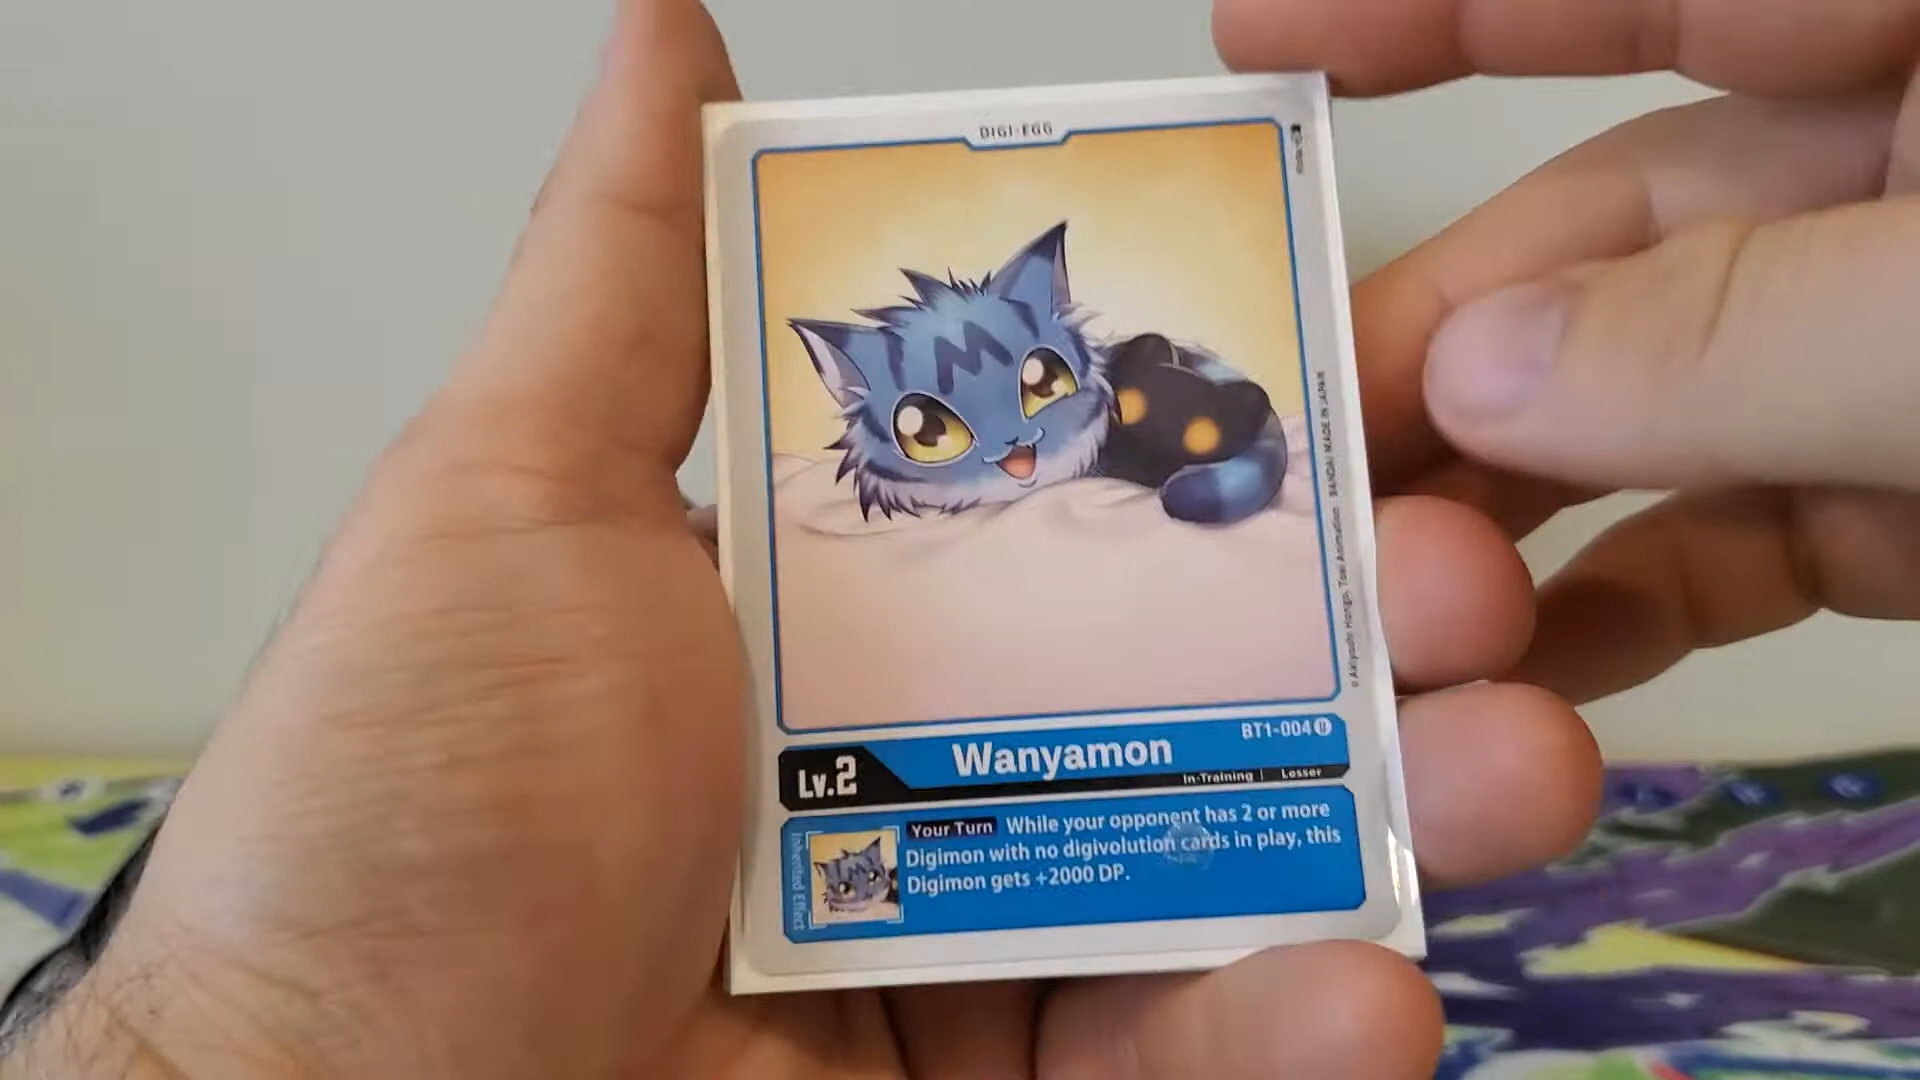 DIGI-EGG
© Akiyoshi Hongo, Toei Animation · BANDAI MADE IN JAPAN
BT1-004 U
Lv.2
Wanyamon
In-Training | Lesser
Inherited Effect
Your Turn While your opponent has 2 or more
Digimon with no digivolution cards in play, this
Digimon gets +2000 DP.